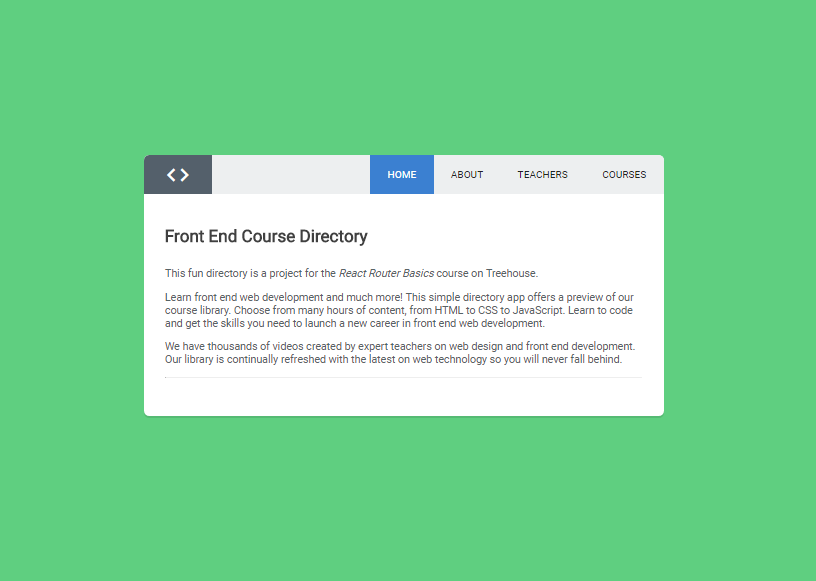 HOME ABOUT TEACHERS COURSES
Front End Course Directory
This fun directory is a project for the React Router Basics course on Treehouse.
Learn front end web development and much more! This simple directory app offers a preview of our
course library. Choose from many hours of content, from HTML to CSS to JavaScript. Learn to code
and get the skills you need to launch a new career in front end web development.
We have thousands of videos created by expert teachers on web design and front end development.
Our library is continually refreshed with the latest on web technology so you will never fall behind.